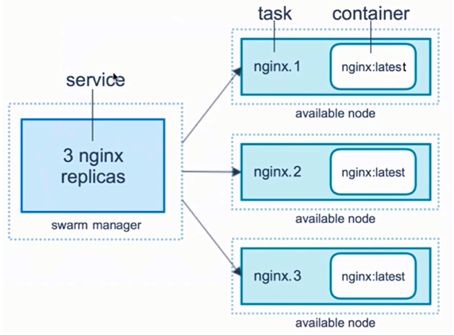 task
container
service
nginx.1
nginx:latest
available node
3 nginx
replicas
swarm manager
nginx.2
nginx:latest
available node
nginx.3
nginx:latest
available node